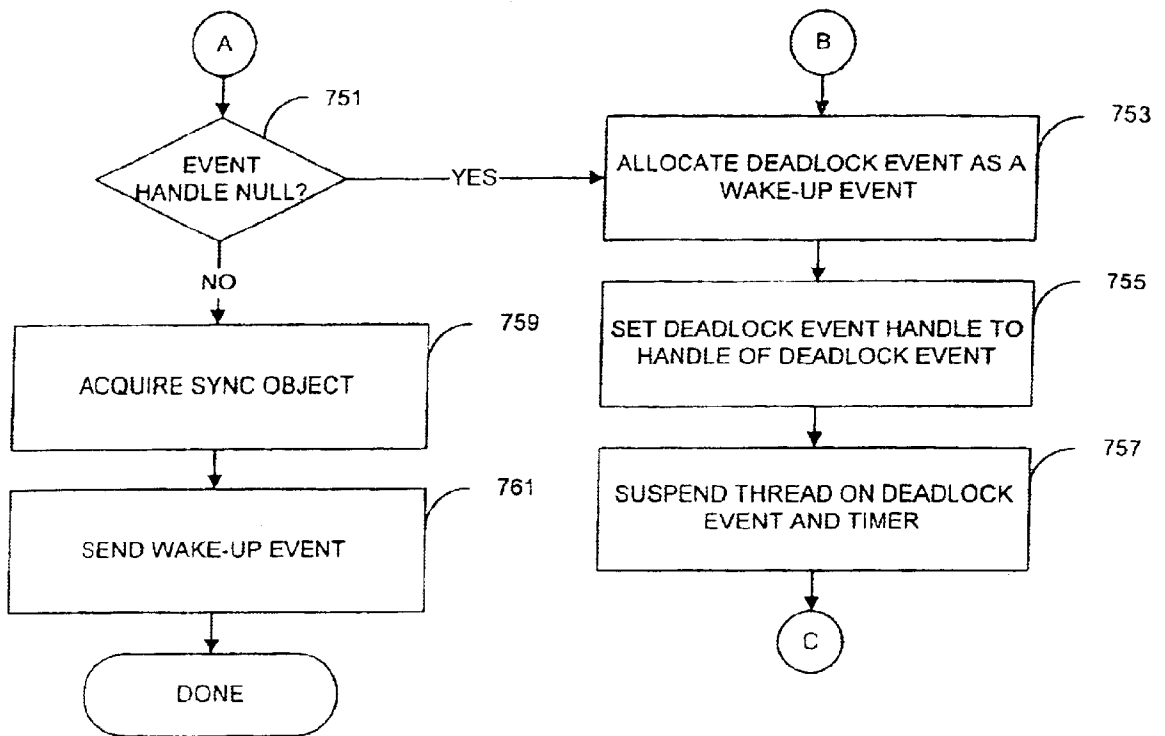 A
751
EVENT
HANDLE NULL?
YES
NO
759
ACQUIRE SYNC OBJECT
761
SEND WAKE-UP EVENT
DONE
B
753
ALLOCATE DEADLOCK EVENT AS A
WAKE-UP EVENT
755
SET DEADLOCK EVENT HANDLE TO
HANDLE OF DEADLOCK EVENT
757
SUSPEND THREAD ON DEADLOCK
EVENT AND TIMER
C